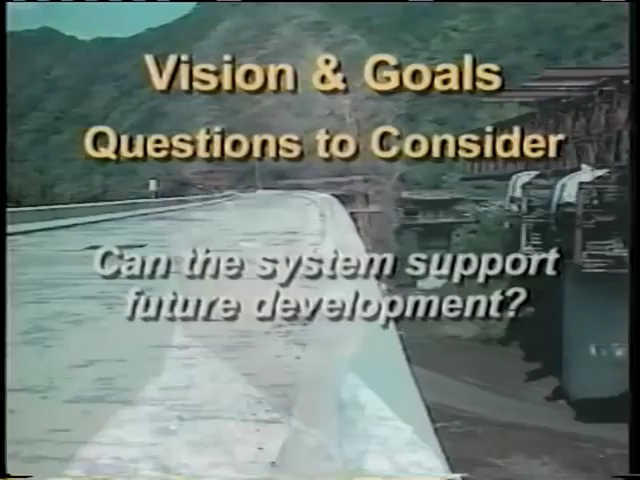 Vision & Goals
Questions to Consider
Can the system support
future development?